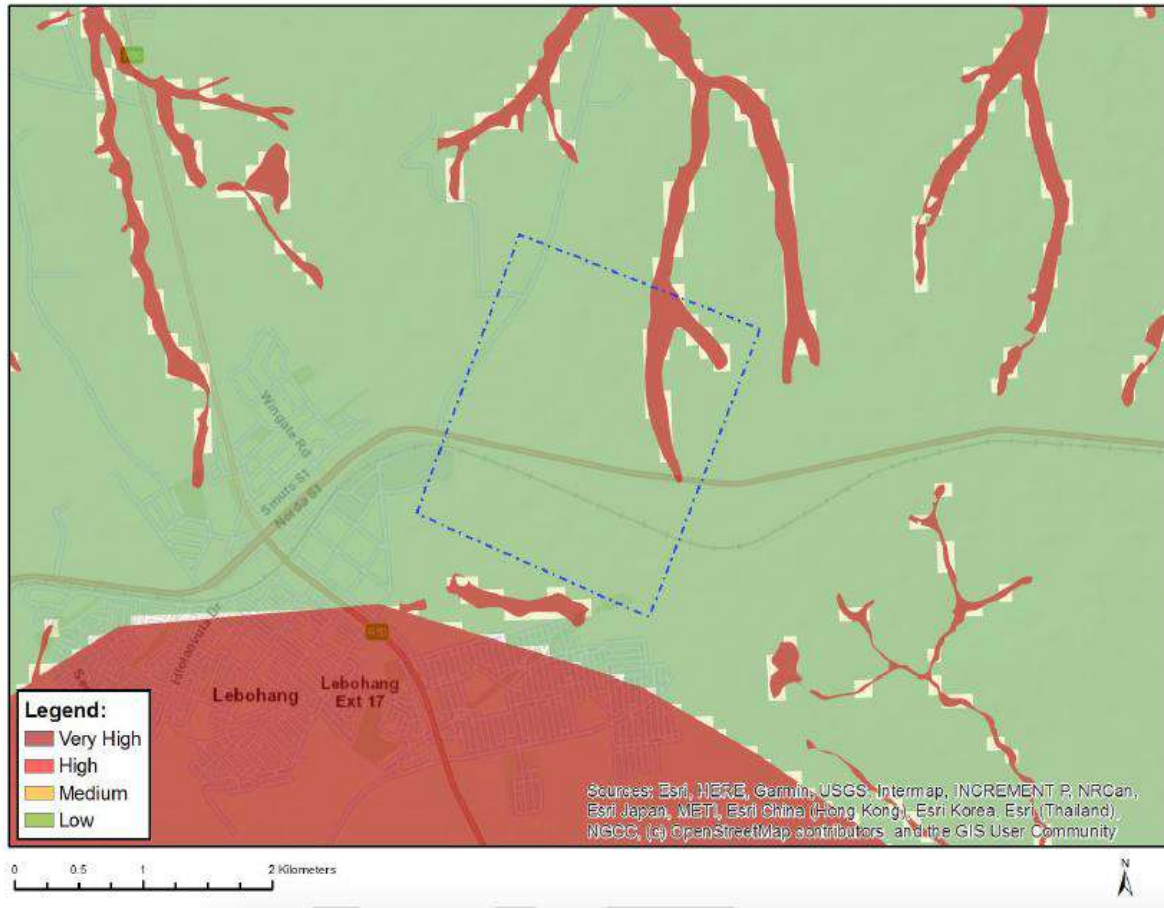 Wingate Rd
Smuts St
Norda St
Lebohang
Lebohang
Ext 17
Legend:
Very High
High
Medium
Low
Sources: Esri, HERE, Garmin, USGS, Intermap, INCREMENT P, NRCan,
Esri Japan, METI, Esri China (Hong Kong), Esri Korea, Esri (Thailand),
NGCC, (c) OpenStreetMap contributors, and the GIS User Community
0 0.5 1 2 Kilometers
N